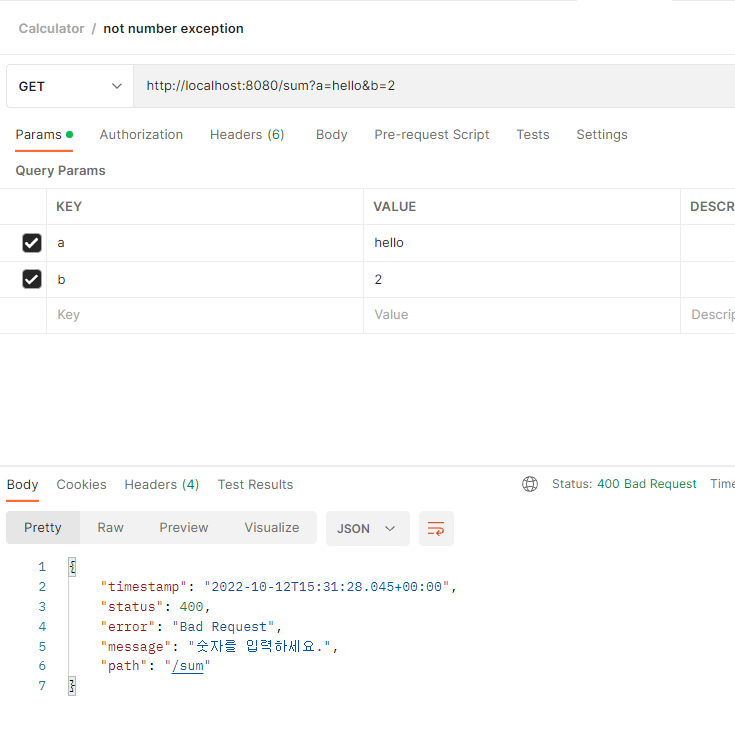 Calculator / not number exception
GET http://localhost:8080/sum?a=hello&b=2
Params Authorization Headers (6) Body Pre-request Script Tests Settings
Query Params
KEY VALUE DESCR
a hello
b 2
Key Value Descrip
Body Cookies Headers (4) Test Results Status: 400 Bad Request Time
Pretty Raw Preview Visualize JSON
1 {
2 "timestamp": "2022-10-12T15:31:28.045+00:00",
3 "status": 400,
4 "error": "Bad Request",
5 "message": "숫자를 입력하세요.",
6 "path": "/sum"
7 }